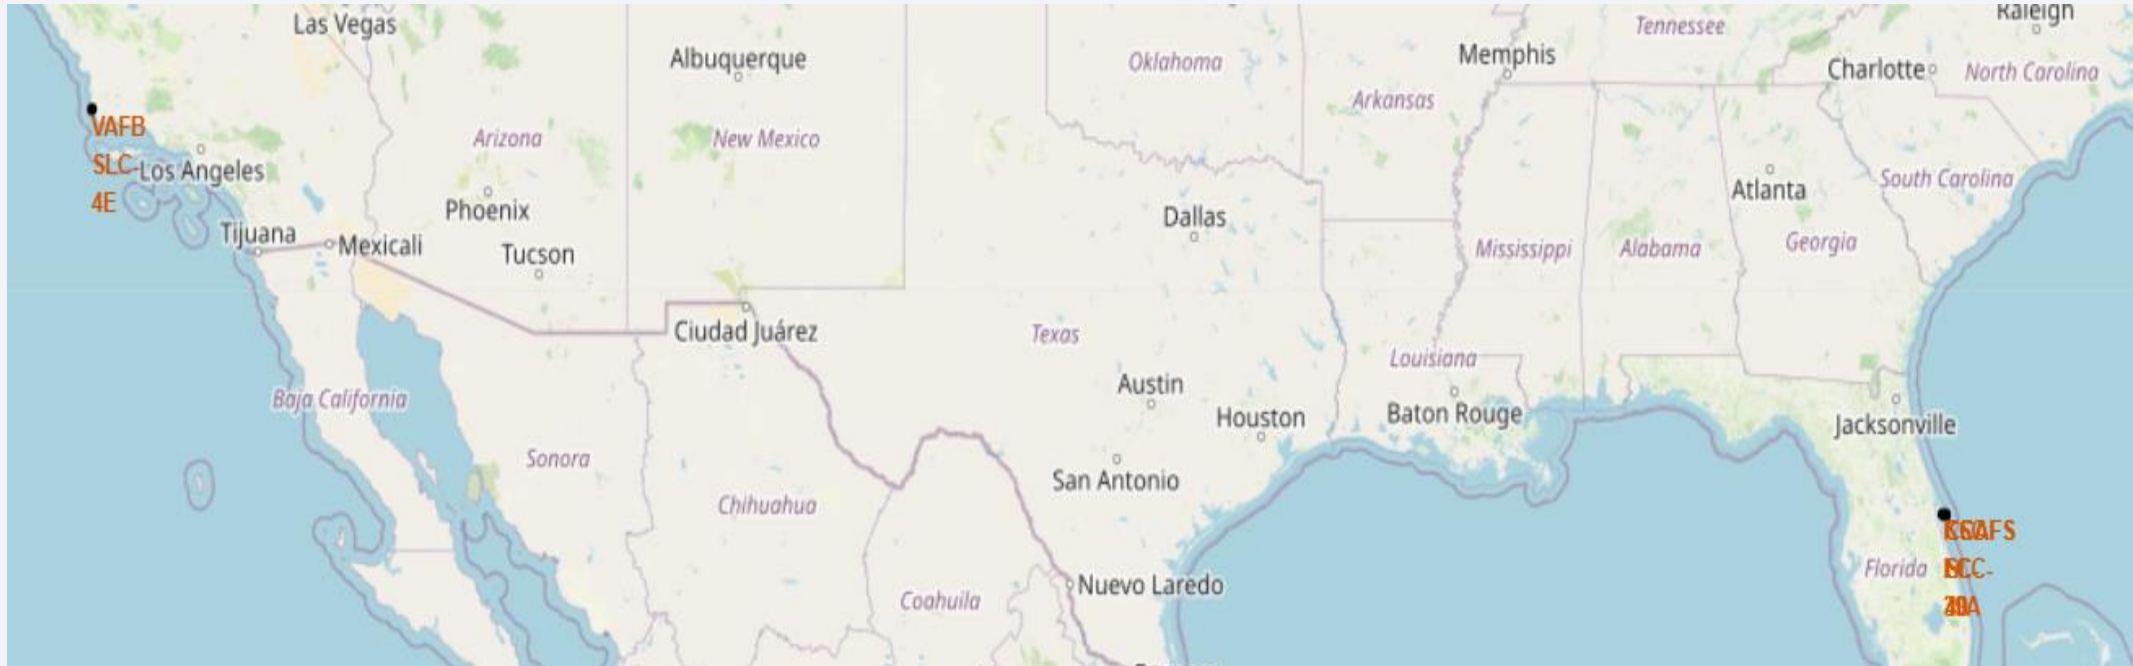 Las Vegas
Albuquerque
Oklahoma
Memphis
Tennessee
Raleigh
Charlotte
North Carolina
Arkansas
VAFB
SLC-
4E
Los Angeles
Arizona
New Mexico
Phoenix
Atlanta
South Carolina
Tijuana
Mexicali
Tucson
Dallas
Mississippi
Alabama
Georgia
Ciudad Juárez
Texas
Louisiana
Baja California
Austin
Houston
Baton Rouge
Jacksonville
Sonora
San Antonio
Chihuahua
Florida
Nuevo Laredo
Coahuila